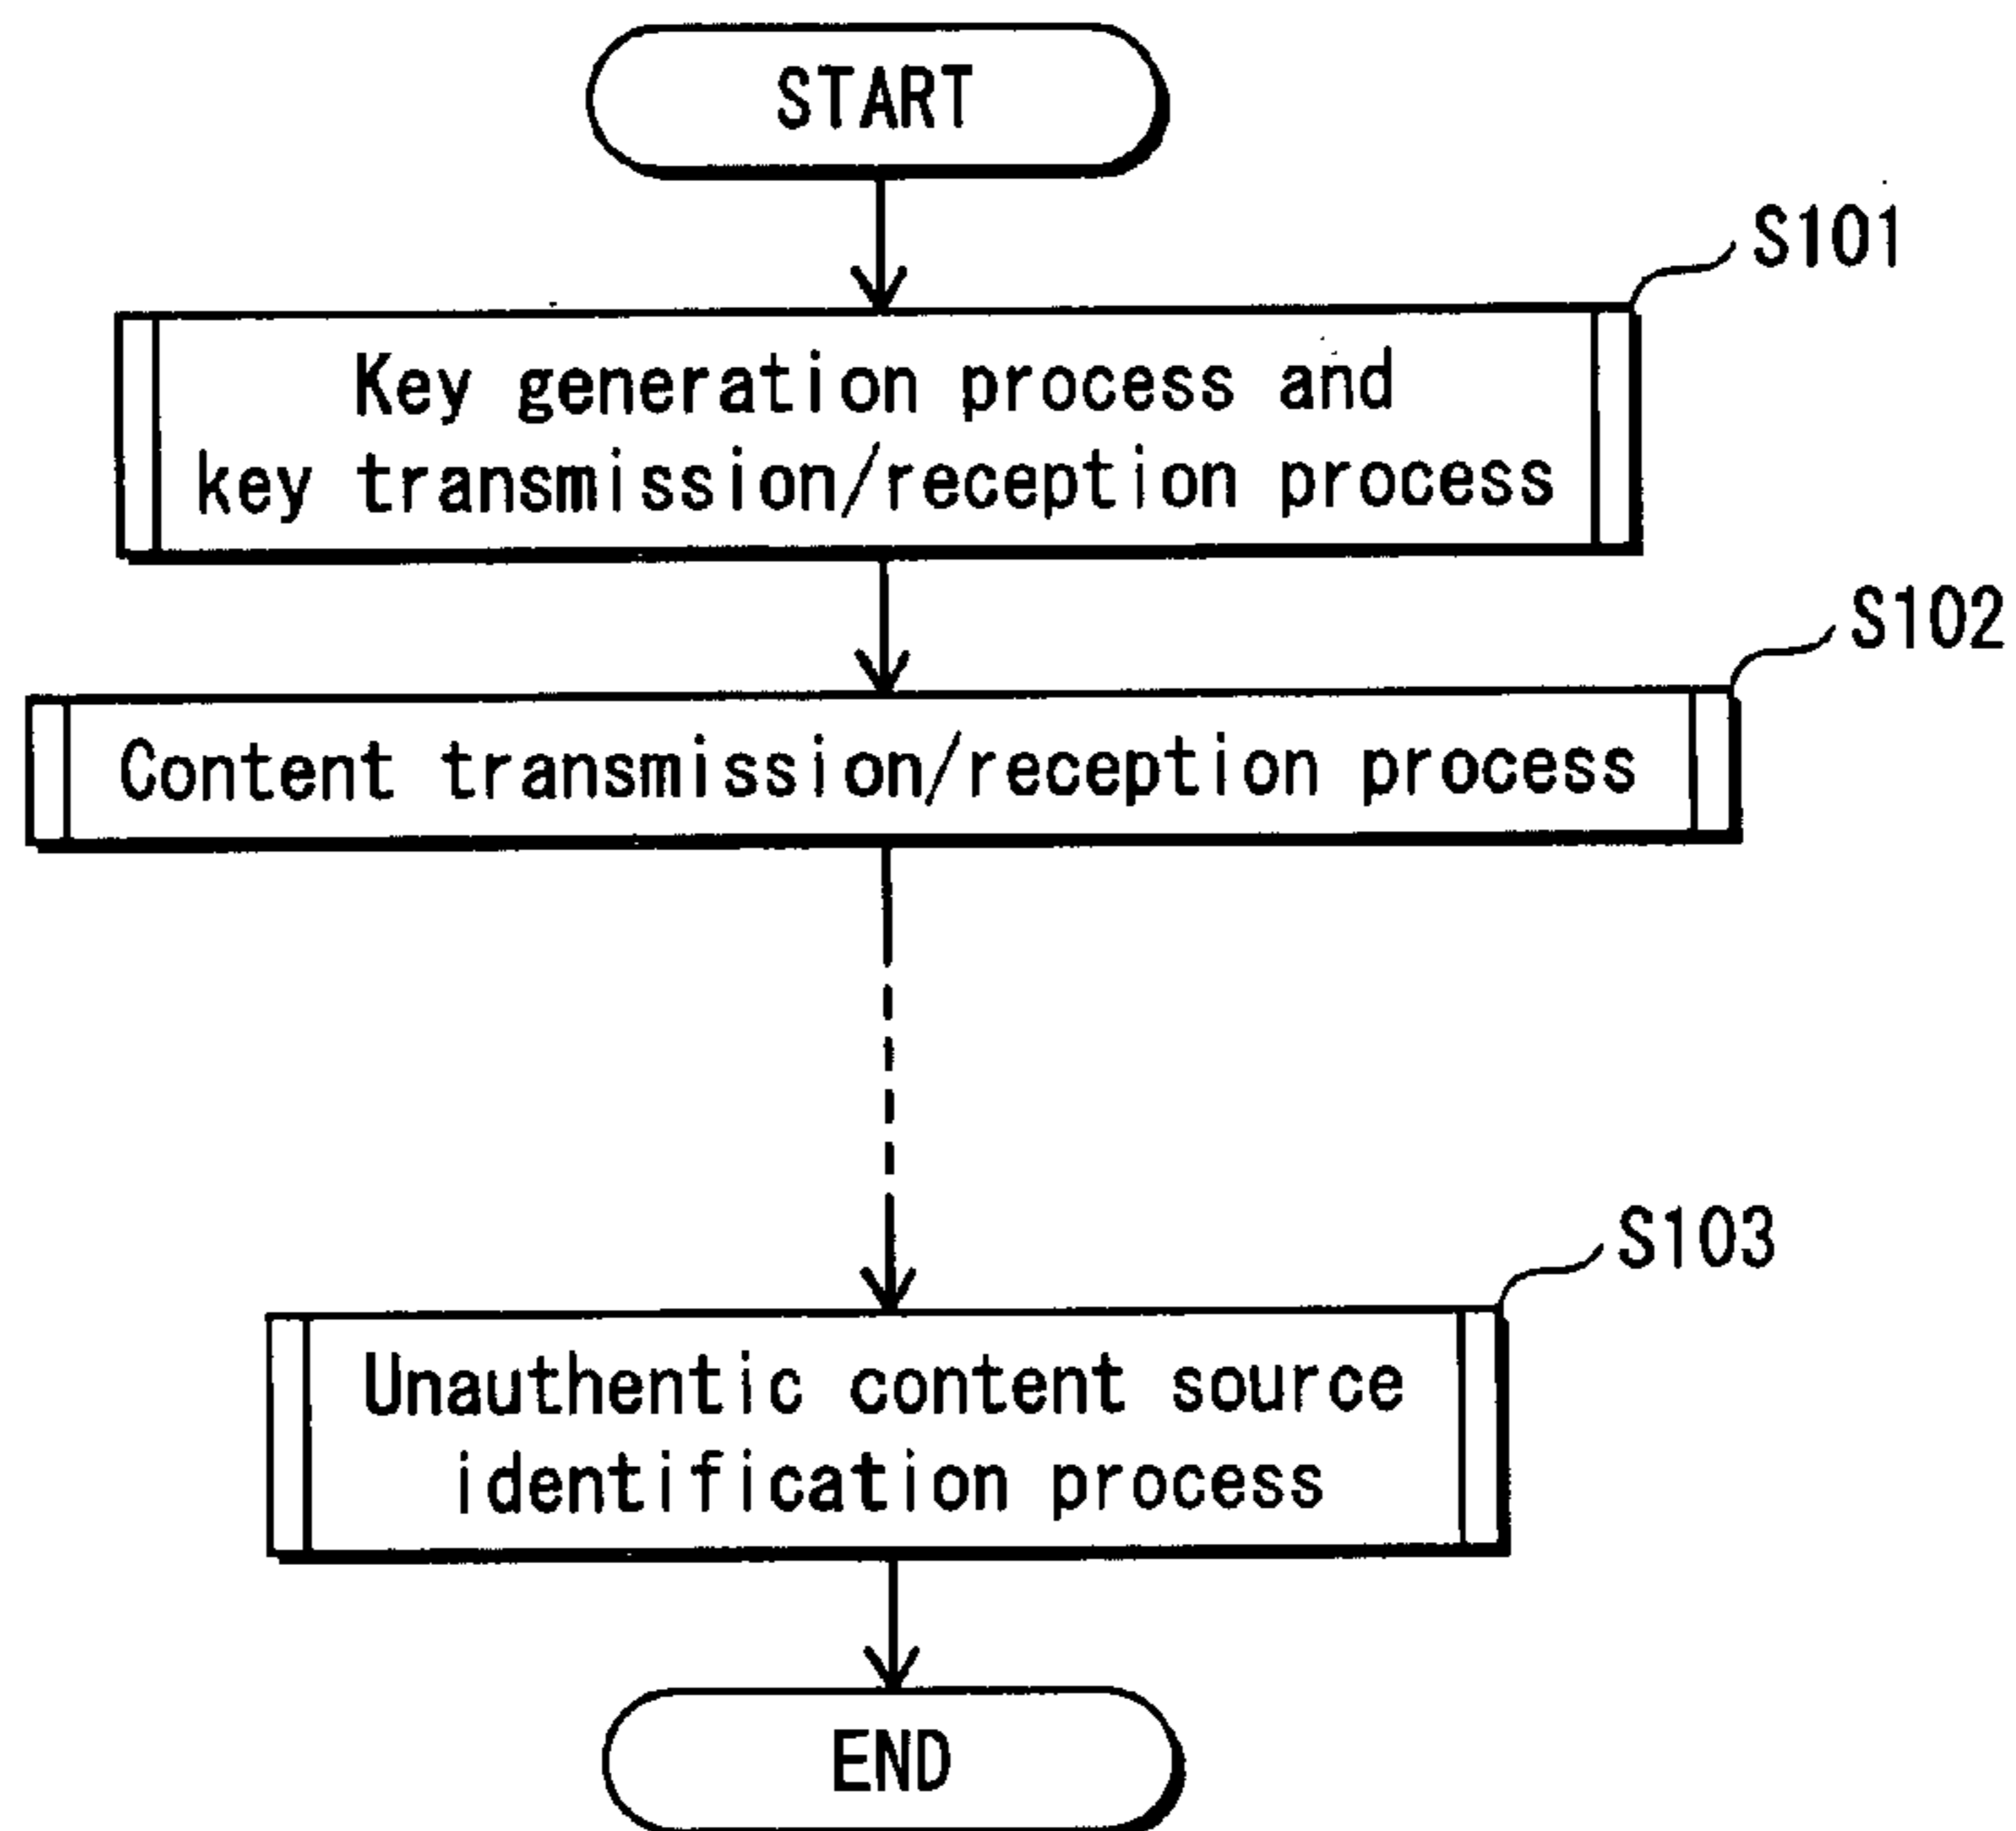 START
S101
Key generation process and
key transmission/reception process
S102
Content transmission/reception process
S103
Unauthentic content source
identification process
END